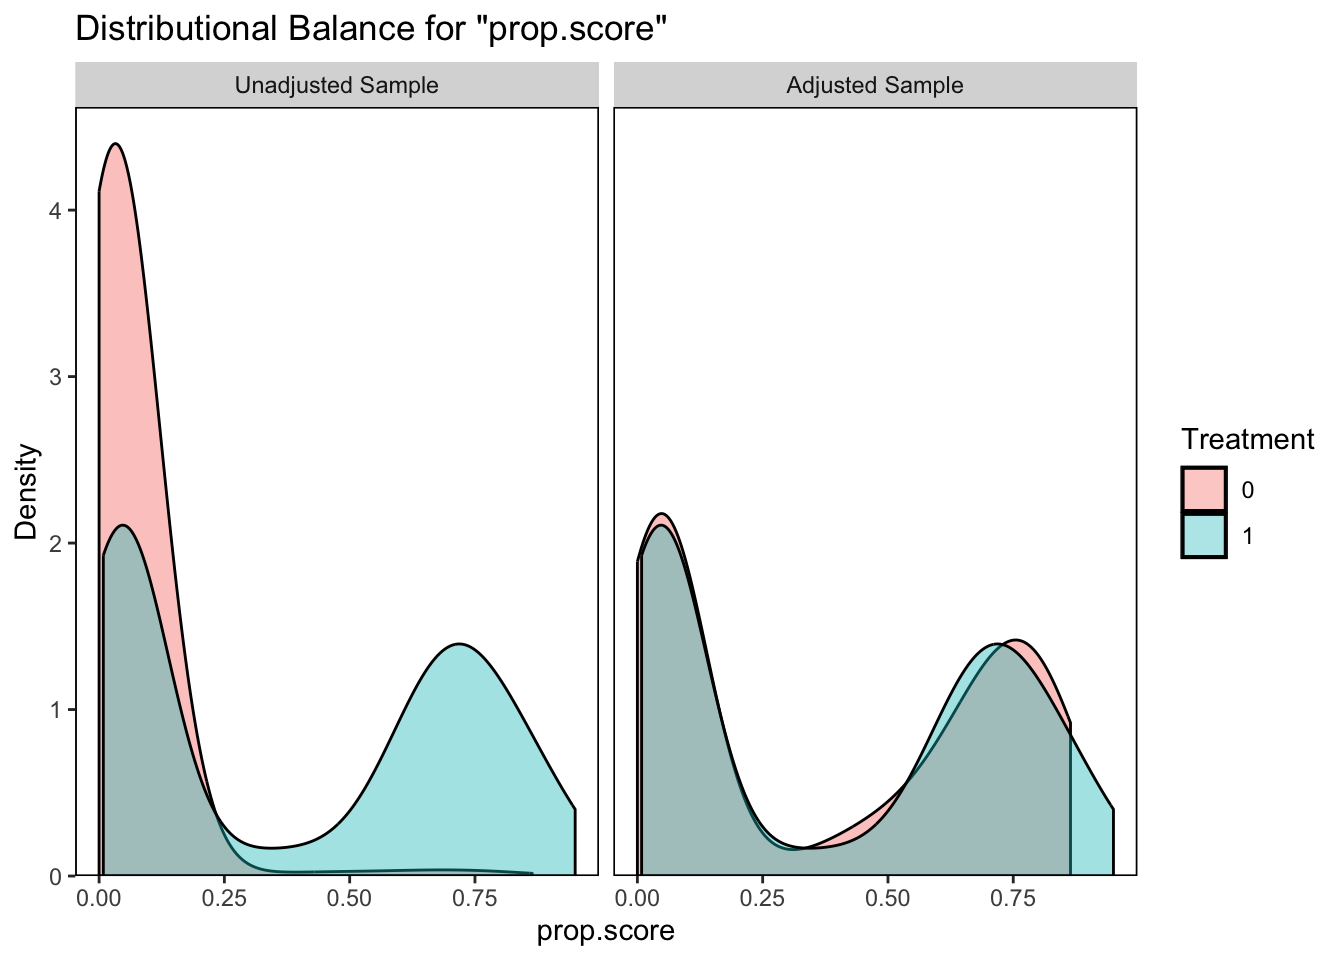 Distributional Balance for "prop.score"
Unadjusted Sample
Adjusted Sample
Density
4
3
2
1
0
0.00 0.25 0.50 0.75
0.00 0.25 0.50 0.75
prop.score
Treatment
0
1